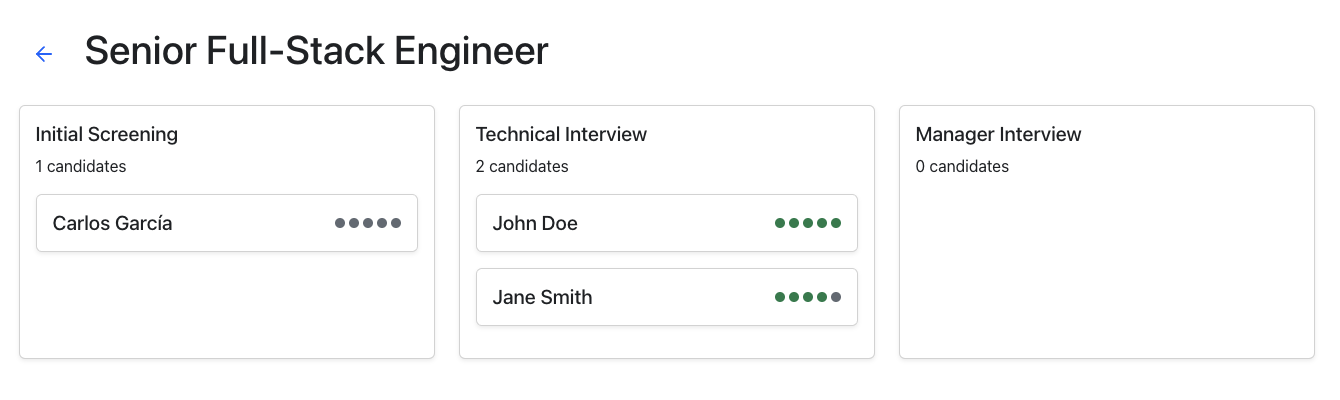 Senior Full-Stack Engineer
Initial Screening
1 candidates
Carlos García
Technical Interview
2 candidates
John Doe
Jane Smith
Manager Interview
0 candidates